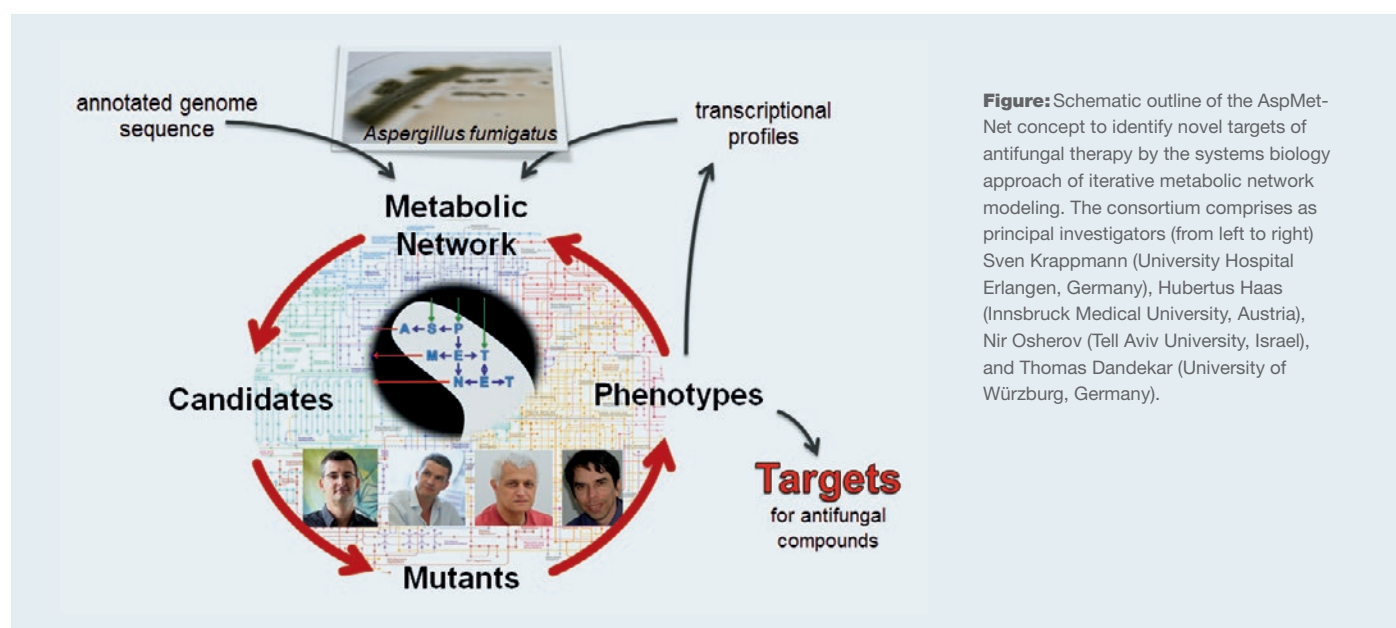 annotated genome
sequence
Aspergillus fumigatus
transcriptional
profiles
Metabolic
Network
A S P
M E T
N E T
Candidates
Phenotypes
Targets
for antifungal
compounds
Mutants
Figure: Schematic outline of the AspMet-
Net concept to identify novel targets of
antifungal therapy by the systems biology
approach of iterative metabolic network
modeling. The consortium comprises as
principal investigators (from left to right)
Sven Krappmann (University Hospital
Erlangen, Germany), Hubertus Haas
(Innsbruck Medical University, Austria),
Nir Osherov (Tell Aviv University, Israel),
and Thomas Dandekar (University of
Würzburg, Germany).